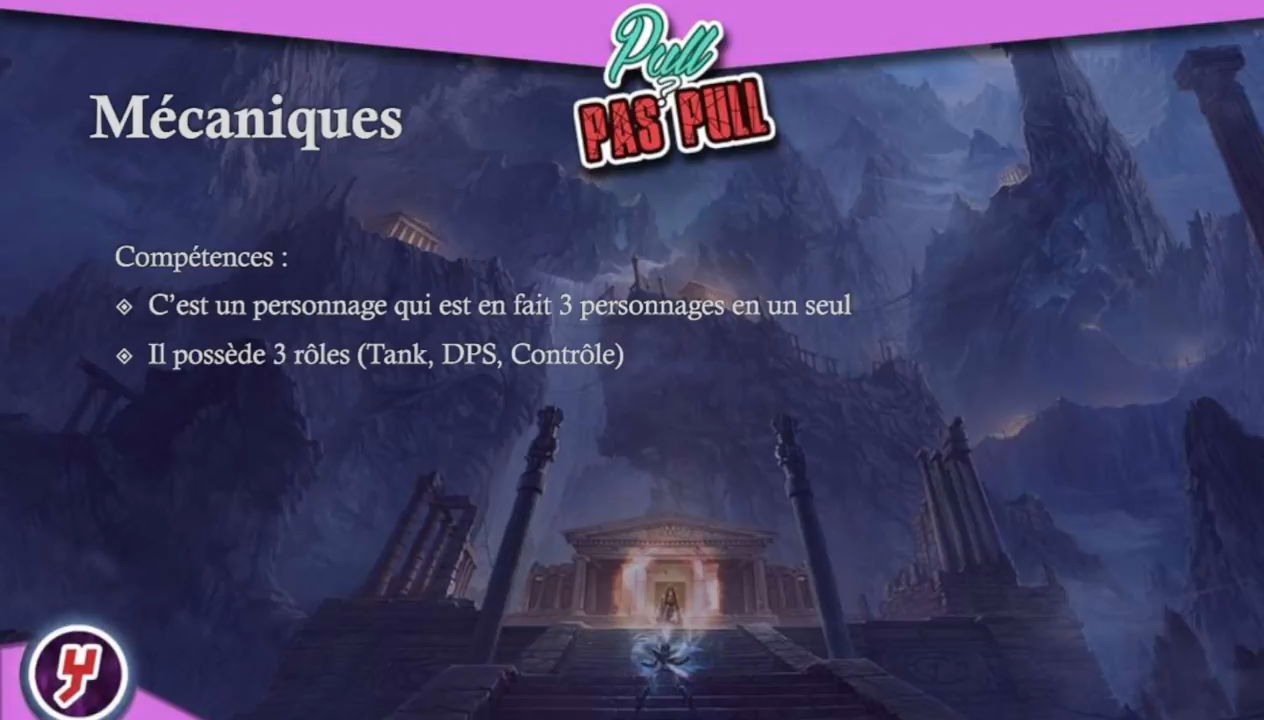 Pull
?
PAS PULL
Mécaniques
Compétences :
C'est un personnage qui est en fait 3 personnages en un seul
Il possède 3 rôles (Tank, DPS, Contrôle)
Y